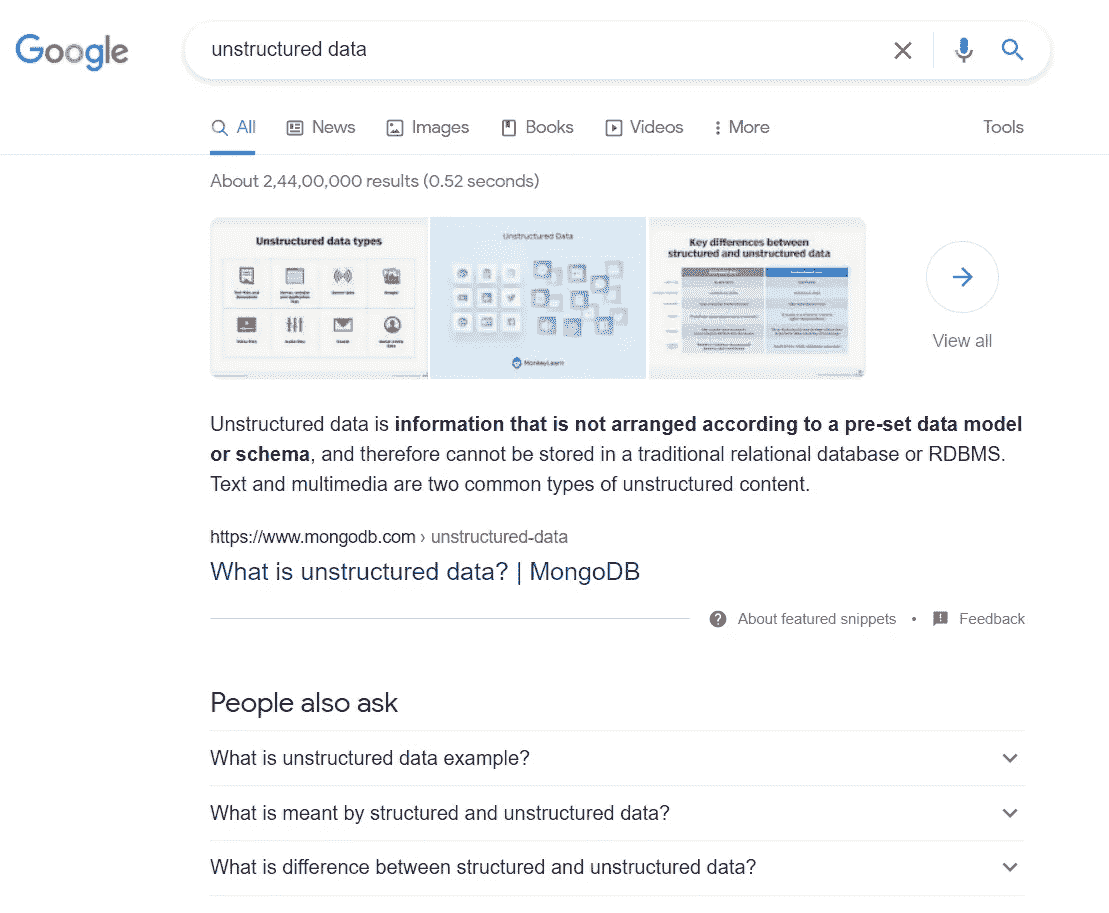 Google
unstructured data
All
News
Images
Books
Videos
More
Tools
About 2,44,00,000 results (0.52 seconds)
Unstructured data types
Unstructured Data
MonkeyLearn
Key differences between
structured and unstructured data
View all
Unstructured data is information that is not arranged according to a pre-set data model
or schema, and therefore cannot be stored in a traditional relational database or RDBMS.
Text and multimedia are two common types of unstructured content.
https://www.mongodb.com › unstructured-data
What is unstructured data? | MongoDB
About featured snippets • Feedback
People also ask
What is unstructured data example?
What is meant by structured and unstructured data?
What is difference between structured and unstructured data?